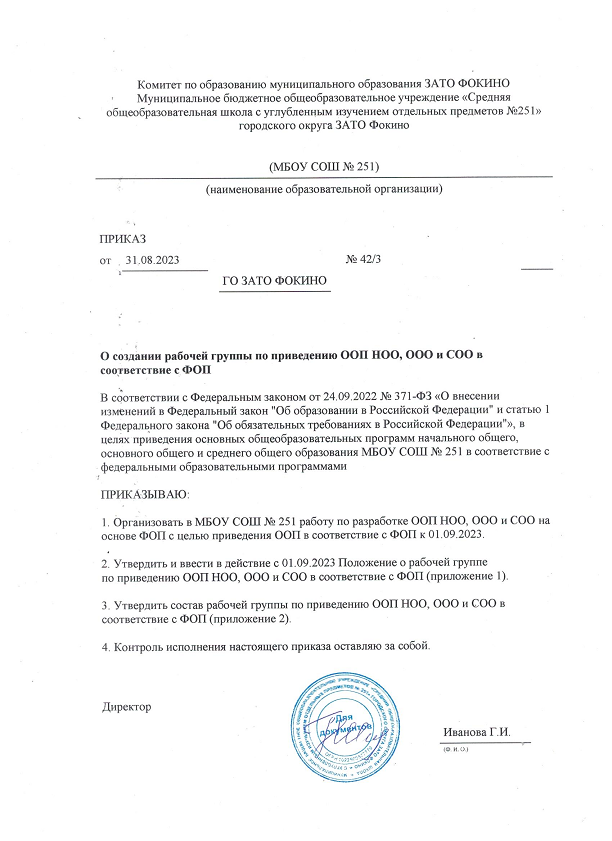 Комитет по образованию муниципального образования ЗАТО ФОКИНО
Муниципальное бюджетное общеобразовательное учреждение «Средняя
общеобразовательная школа с углубленным изучением отдельных предметов №251»
городского округа ЗАТО Фокино
(МБОУ СОШ № 251)
(наименование образовательной организации)
ПРИКАЗ
от 31.08.2023 № 42/3
ГО ЗАТО ФОКИНО
О создании рабочей группы по приведению ООП НОО, ООО и СОО в
соответствие с ФОП
В соответствии с Федеральным законом от 24.09.2022 № 371-ФЗ «О внесении
изменений в Федеральный закон "Об образовании в Российской Федерации" и статью 1
Федерального закона "Об обязательных требованиях в Российской Федерации"», в
целях приведения основных общеобразовательных программ начального общего,
основного общего и среднего общего образования МБОУ СОШ № 251 в соответствие с
федеральными образовательными программами
ПРИКАЗЫВАЮ:
1. Организовать в МБОУ СОШ № 251 работу по разработке ООП НОО, ООО и СОО на
основе ФОП с целью приведения ООП в соответствие с ФОП к 01.09.2023.
2. Утвердить и ввести в действие с 01.09.2023 Положение о рабочей группе
по приведению ООП НОО, ООО и СОО в соответствие с ФОП (приложение 1).
3. Утвердить состав рабочей группы по приведению ООП НОО, ООО и СОО в
соответствие с ФОП (приложение 2).
4. Контроль исполнения настоящего приказа оставляю за собой.
Директор
Для
документов
Иванова Г.И.
(Ф. И. О.)